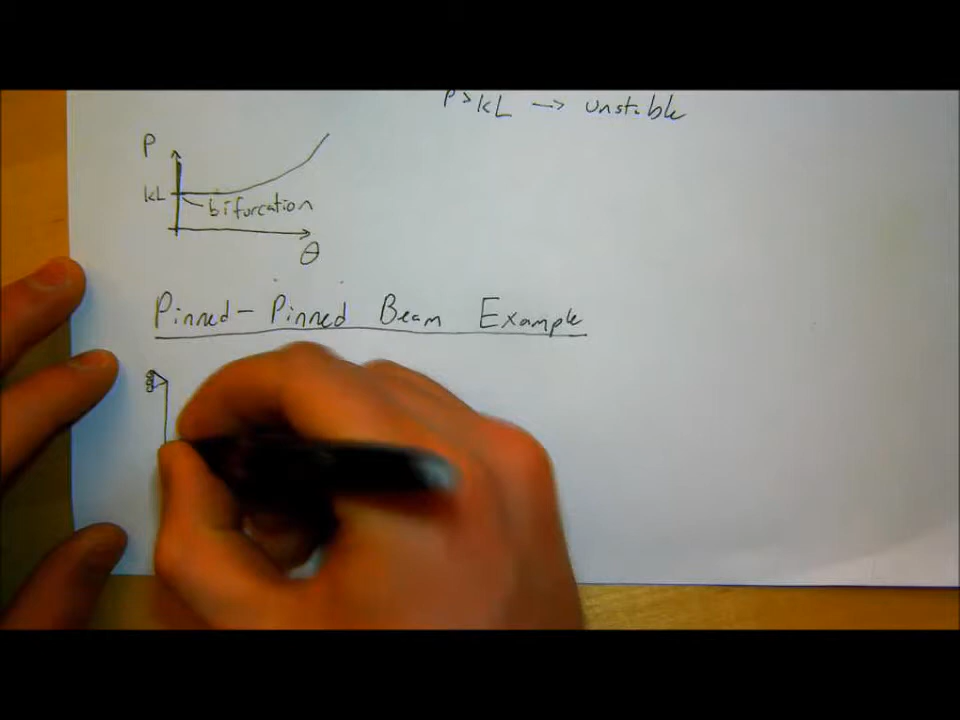 P > kL → unstable
P
kL
bifurcation
θ
Pinned-Pinned Beam Example